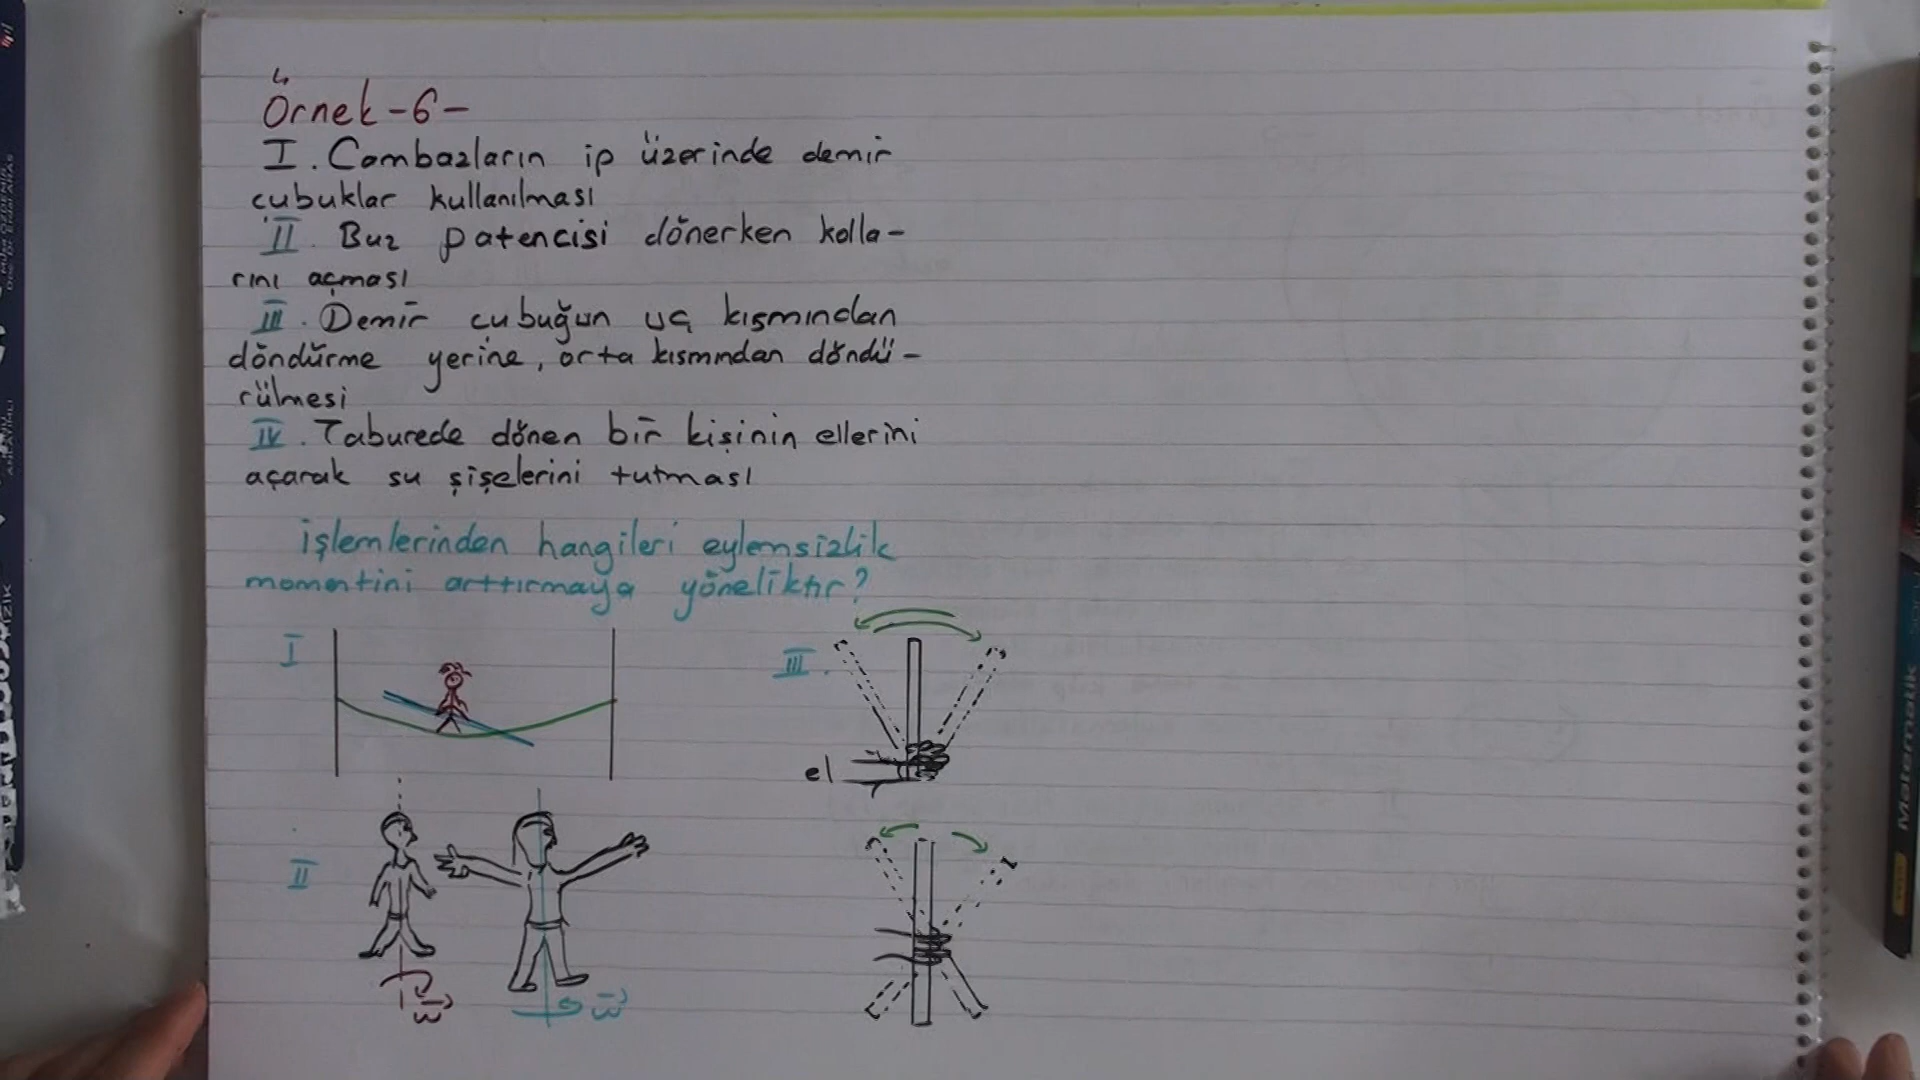 Örnek -6-
I. Cambazların ip üzerinde demir
çubuklar kullanılması
II. Buz patencisi dönerken kolla-
rını açması
III. Demir çubuğun uç kısmından
döndürme yerine, orta kısmından döndü-
rülmesi
IV. Taburede dönen bir kişinin ellerini
açarak su şişelerini tutması
işlemlerinden hangileri eylemsizlik
momentini arttırmaya yöneliktir?
I
III.
el
II
w
w
Matematik